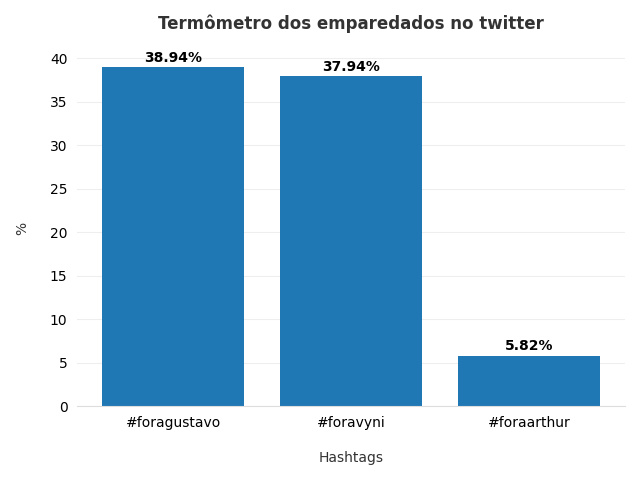 Termômetro dos emparedados no twitter
40
35
30
25
20
15
10
5
0
%
38.94%
37.94%
5.82%
#foragustavo
#foravyni
#foraarthur
Hashtags